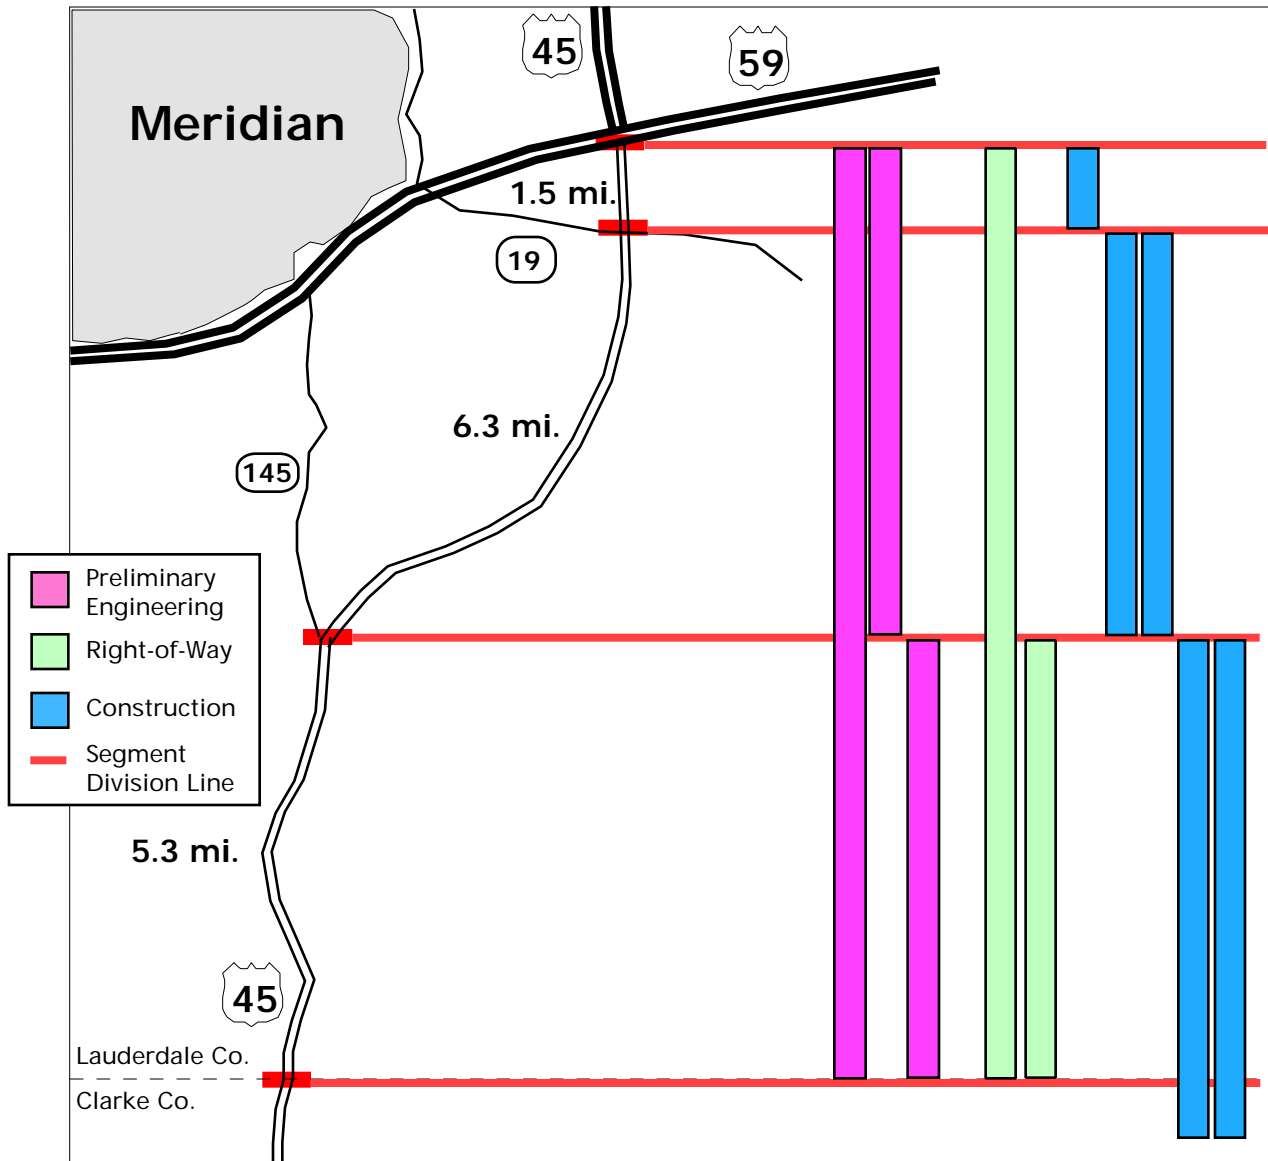 45
59
Meridian
1.5 mi.
19
6.3 mi.
145
Preliminary
Engineering
Right-of-Way
Construction
Segment
Division Line
5.3 mi.
45
Lauderdale Co.
Clarke Co.